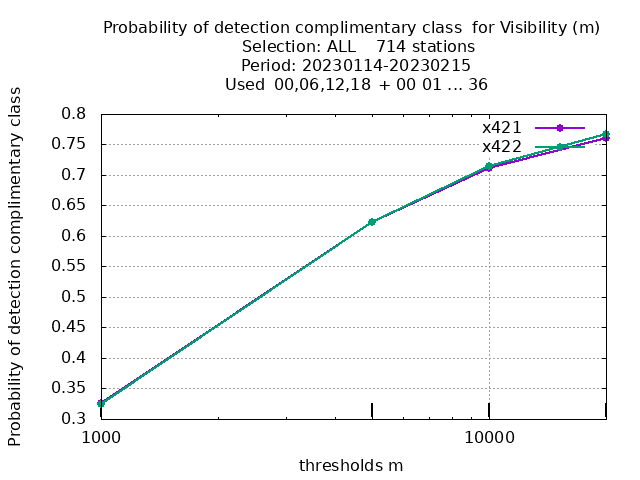 Probability of detection complimentary class  for Visibility (m)
Selection: ALL    714 stations
Period: 20230114-20230215
Used  00,06,12,18  + 00 01 ... 36
Probability of detection complimentary class
0.8
0.75
0.7
0.65
0.6
0.55
0.5
0.45
0.4
0.35
0.3
x421
x422
1000
10000
thresholds m